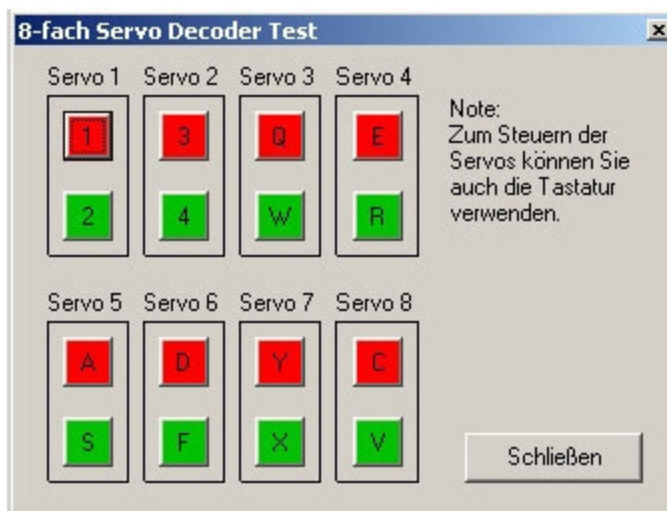 8-fach Servo Decoder Test
Servo 1 Servo 2 Servo 3 Servo 4
1 3 Q E
2 4 W R
Note:
Zum Steuern der
Servos können Sie
auch die Tastatur
verwenden.
Servo 5 Servo 6 Servo 7 Servo 8
A D Y C
S F X V
Schließen